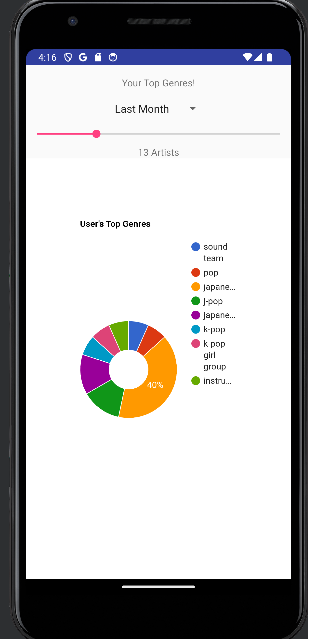 4:16
Your Top Genres!
Last Month
13 Artists
User's Top Genres
sound
team
pop
japane...
j-pop
japane...
k-pop
k-pop
girl
group
instru...
40%